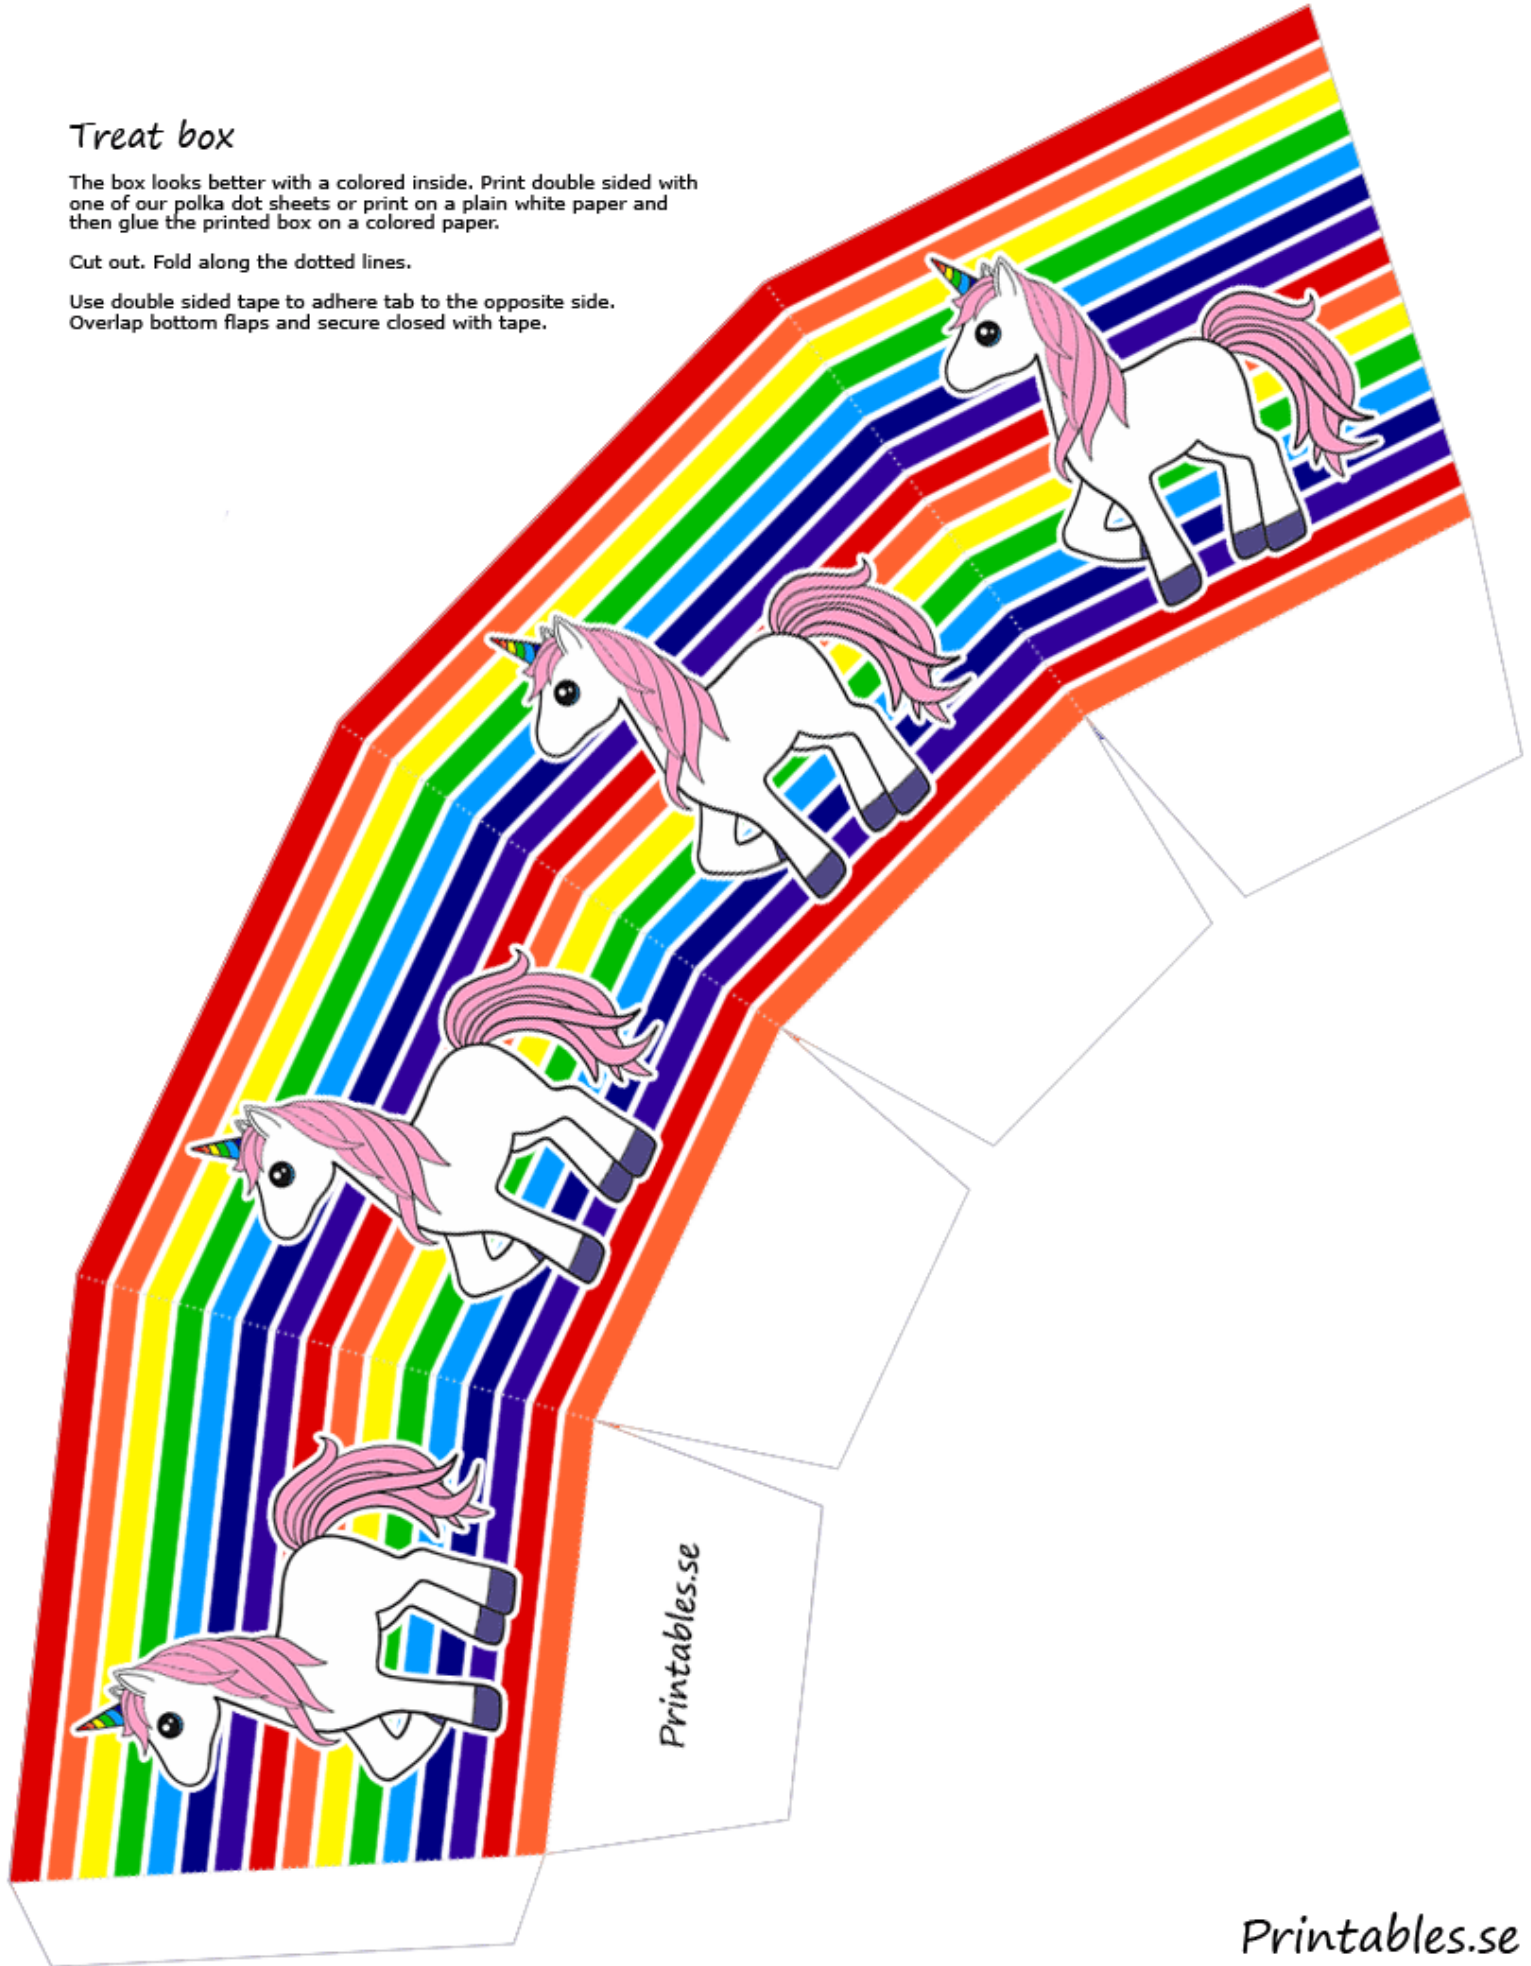 Treat box
The box looks better with a colored inside. Print double sided with
one of our polka dot sheets or print on a plain white paper and
then glue the printed box on a colored paper.
Cut out. Fold along the dotted lines.
Use double sided tape to adhere tab to the opposite side.
Overlap bottom flaps and secure closed with tape.
Printables.se
Printables.se